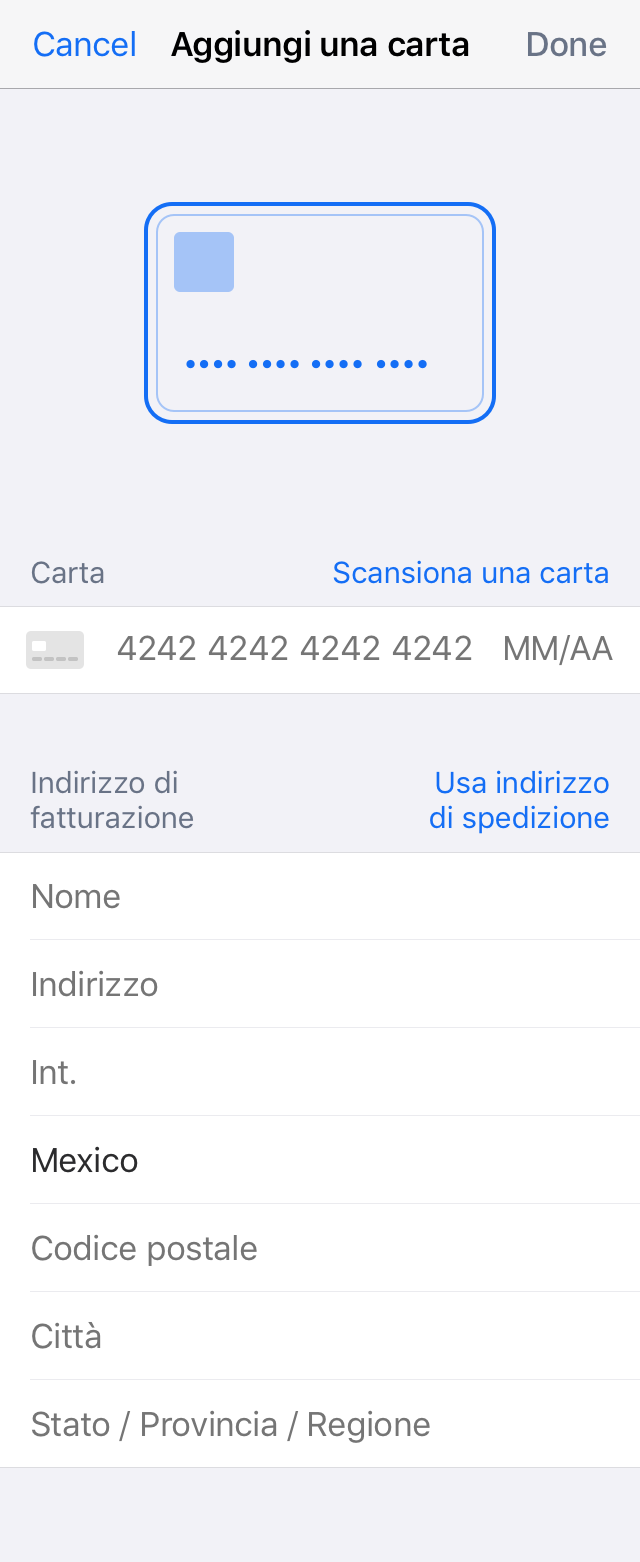 Cancel Aggiungi una carta Done
Carta Scansiona una carta
4242 4242 4242 4242 MM/AA
Indirizzo di fatturazione
Usa indirizzo di spedizione
Nome
Indirizzo
Int.
Mexico
Codice postale
Città
Stato / Provincia / Regione